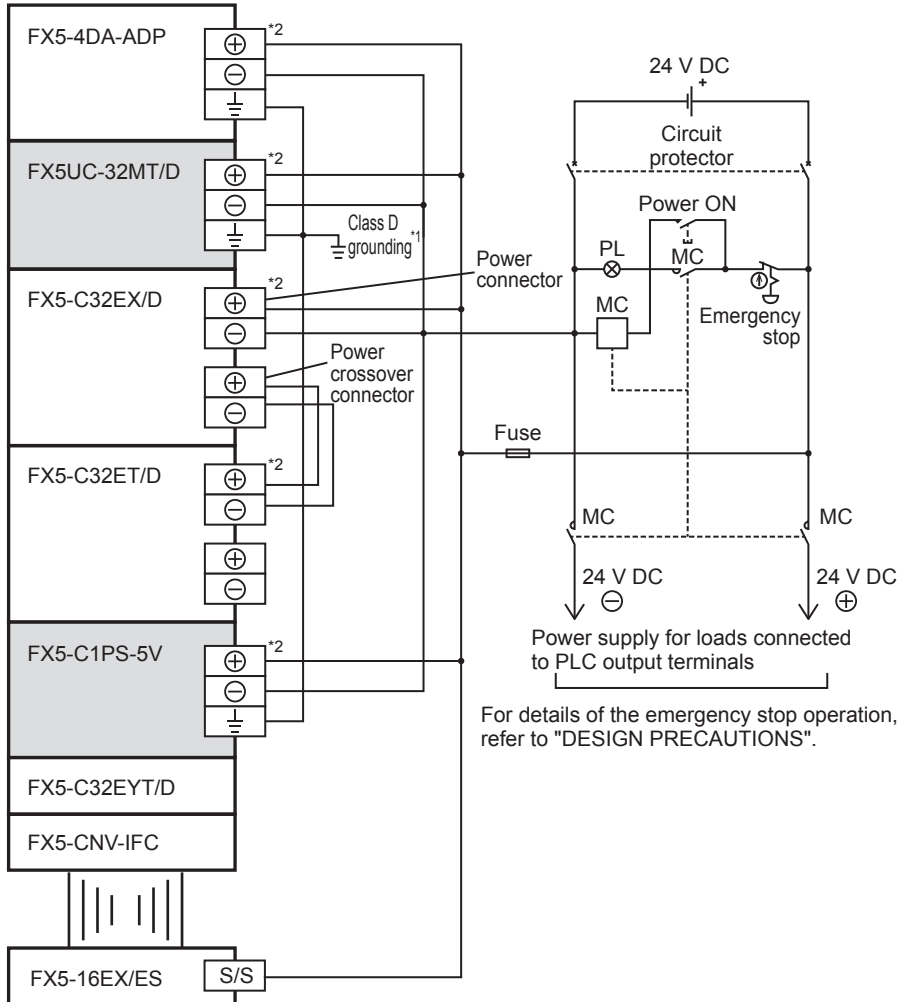 FX5-4DA-ADP
*2
⊕
⊖
FX5UC-32MT/D
*2
⊕
⊖
Class D
grounding*1
FX5-C32EX/D
*2
⊕
⊖
Power
connector
⊕
⊖
Power
crossover
connector
FX5-C32ET/D
*2
⊕
⊖
⊕
⊖
FX5-C1PS-5V
*2
⊕
⊖
FX5-C32EYT/D
FX5-CNV-IFC
FX5-16EX/ES
S/S
24 V DC
+
Circuit
protector
Power ON
PL
MC
MC
Emergency
stop
Fuse
MC
MC
24 V DC
⊖
24 V DC
⊕
Power supply for loads connected
to PLC output terminals
For details of the emergency stop operation,
refer to "DESIGN PRECAUTIONS".